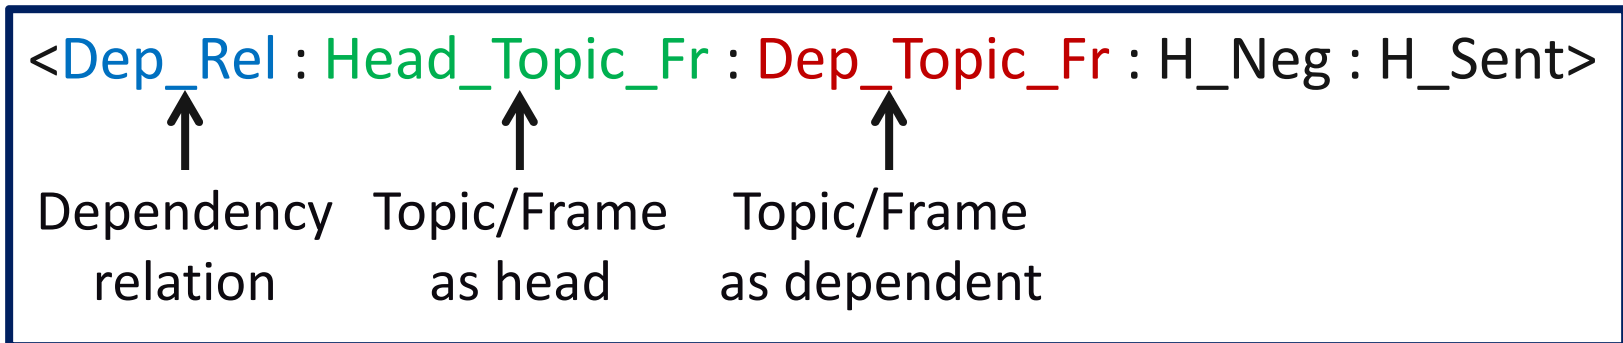 <Dep_Rel : Head_Topic_Fr : Dep_Topic_Fr : H_Neg : H_Sent>
Dependency Topic/Frame Topic/Frame
relation as head as dependent